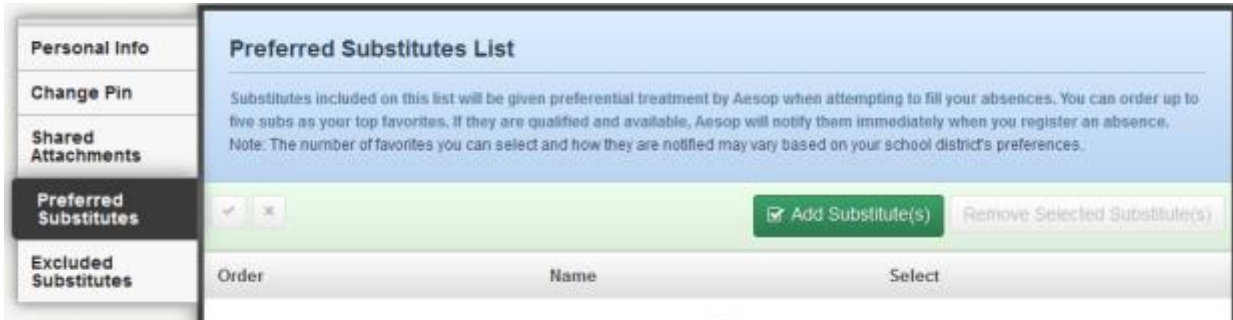 Personal Info
Change Pin
Shared
Attachments
Preferred
Substitutes
Excluded
Substitutes
Preferred Substitutes List
Substitutes included on this list will be given preferential treatment by Aesop when attempting to fill your absences. You can order up to
five subs as your top favorites. If they are qualified and available, Aesop will notify them immediately when you register an absence.
Note: The number of favorites you can select and how they are notified may vary based on your school district's preferences.
Add Substitute(s) Remove Selected Substitute(s)
Order Name Select